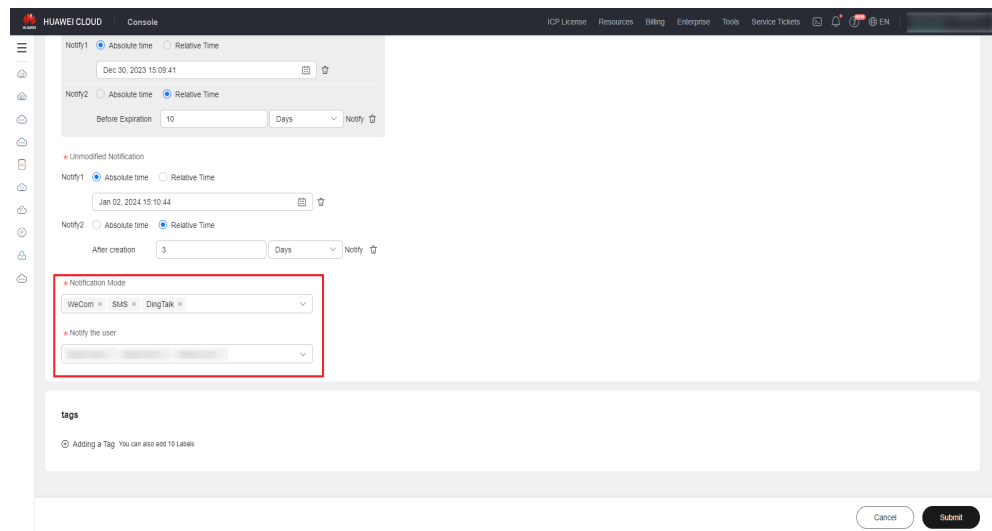 HUAWEI HUAWEI CLOUD | Console ICP License Resources Billing Enterprise Tools Service Tickets NEW EN
Notify1 Absolute time Relative Time
Dec 30, 2023 15:09:41
Notify2 Absolute time Relative Time
Before Expiration 10 Days Notify
* Unmodified Notification
Notify1 Absolute time Relative Time
Jan 02, 2024 15:10:44
Notify2 Absolute time Relative Time
After creation 3 Days Notify
* Notification Mode
WeCom × SMS × DingTalk ×
* Notify the user
tags
Adding a Tag You can also add 10 Labels
Cancel Submit